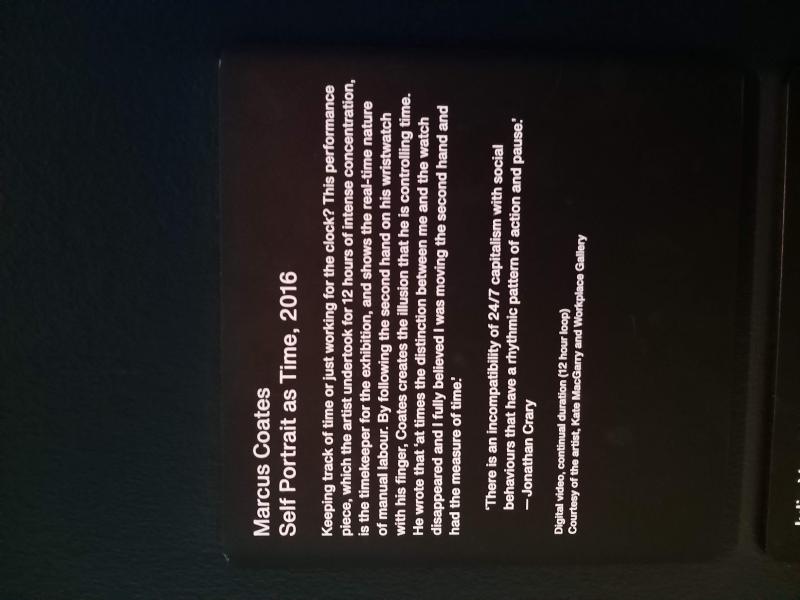 Marcus Coates
Self Portrait as Time, 2016
Keeping track of time or just working for the clock? This performance
piece, which the artist undertook for 12 hours of intense concentration,
is the timekeeper for the exhibition, and shows the real-time nature
of manual labour. By following the second hand on his wristwatch
with his finger, Coates creates the illusion that he is controlling time.
He wrote that 'at times the distinction between me and the watch
disappeared and I fully believed I was moving the second hand and
had the measure of time.'
'There is an incompatibility of 24/7 capitalism with social
behaviours that have a rhythmic pattern of action and pause.'
– Jonathan Crary
Digital video, continual duration (12 hour loop)
Courtesy of the artist, Kate MacGarry and Workplace Gallery